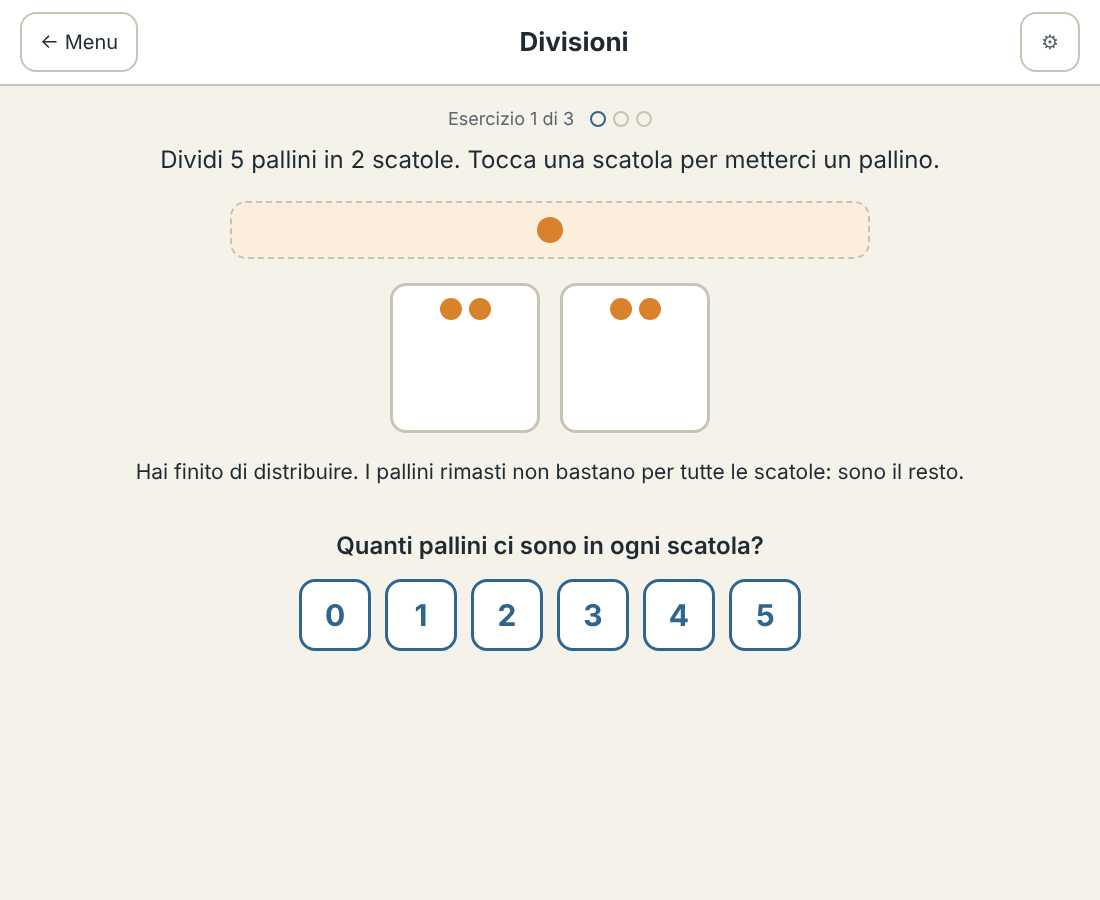 ← Menu
Divisioni
⚙
Esercizio 1 di 3
Dividi 5 pallini in 2 scatole. Tocca una scatola per metterci un pallino.
Hai finito di distribuire. I pallini rimasti non bastano per tutte le scatole: sono il resto.
Quanti pallini ci sono in ogni scatola?
0 1 2 3 4 5